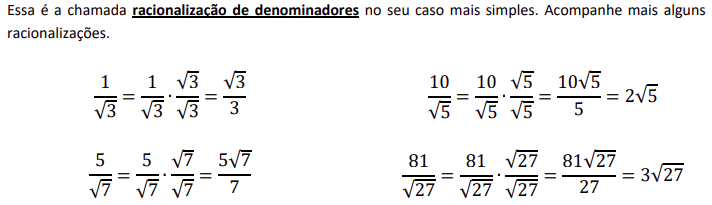 Essa é a chamada racionalização de denominadores no seu caso mais simples. Acompanhe mais alguns
racionalizações.
1/√3 = 1/√3 · √3/√3 = √3/3
10/√5 = 10/√5 · √5/√5 = 10√5/5 = 2√5
5/√7 = 5/√7 · √7/√7 = 5√7/7
81/√27 = 81/√27 · √27/√27 = 81√27/27 = 3√27